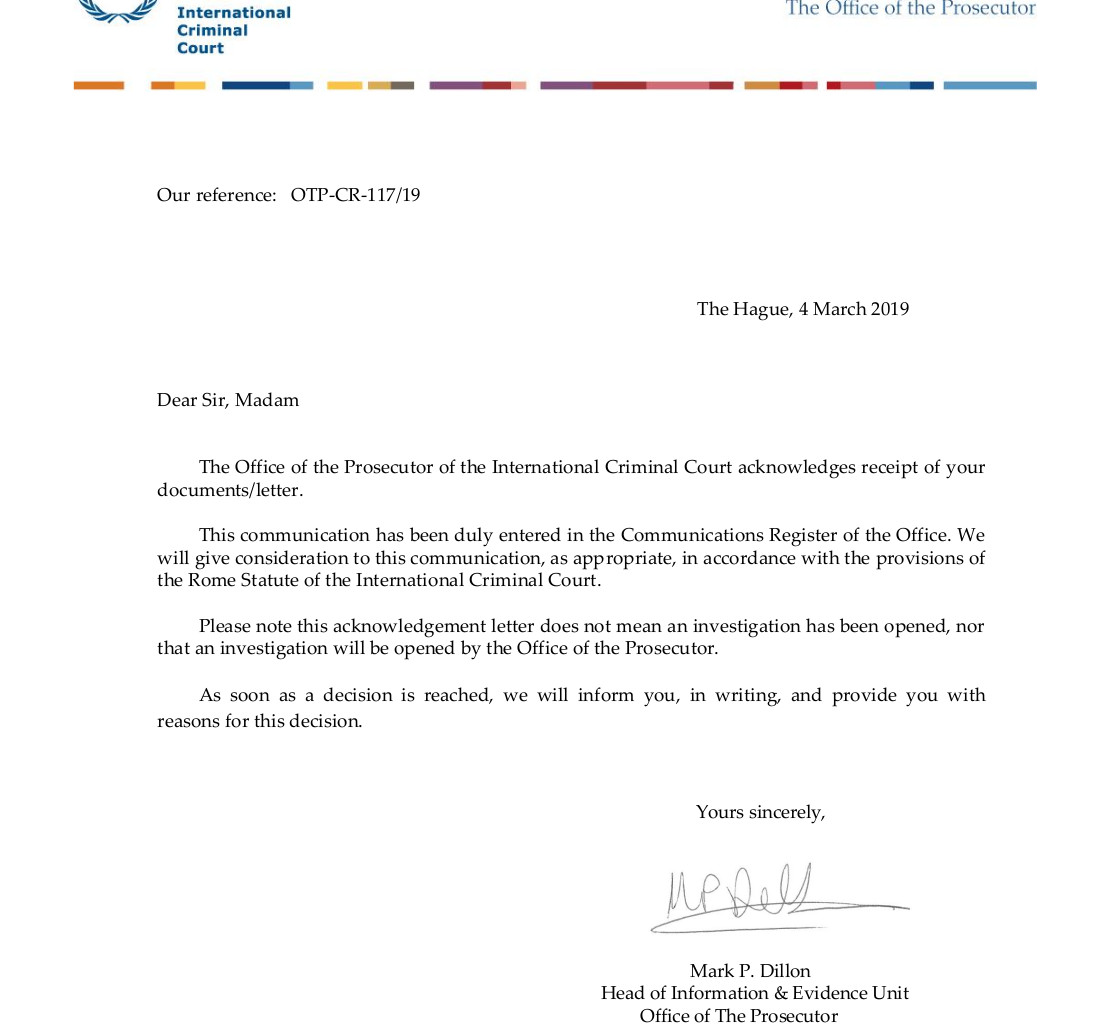 International
Criminal
Court
The Office of the Prosecutor
Our reference: OTP-CR-117/19
The Hague, 4 March 2019
Dear Sir, Madam
The Office of the Prosecutor of the International Criminal Court acknowledges receipt of your
documents/letter.
This communication has been duly entered in the Communications Register of the Office. We
will give consideration to this communication, as appropriate, in accordance with the provisions of
the Rome Statute of the International Criminal Court.
Please note this acknowledgement letter does not mean an investigation has been opened, nor
that an investigation will be opened by the Office of the Prosecutor.
As soon as a decision is reached, we will inform you, in writing, and provide you with
reasons for this decision.
Yours sincerely,
Mark P. Dillon
Head of Information & Evidence Unit
Office of The Prosecutor